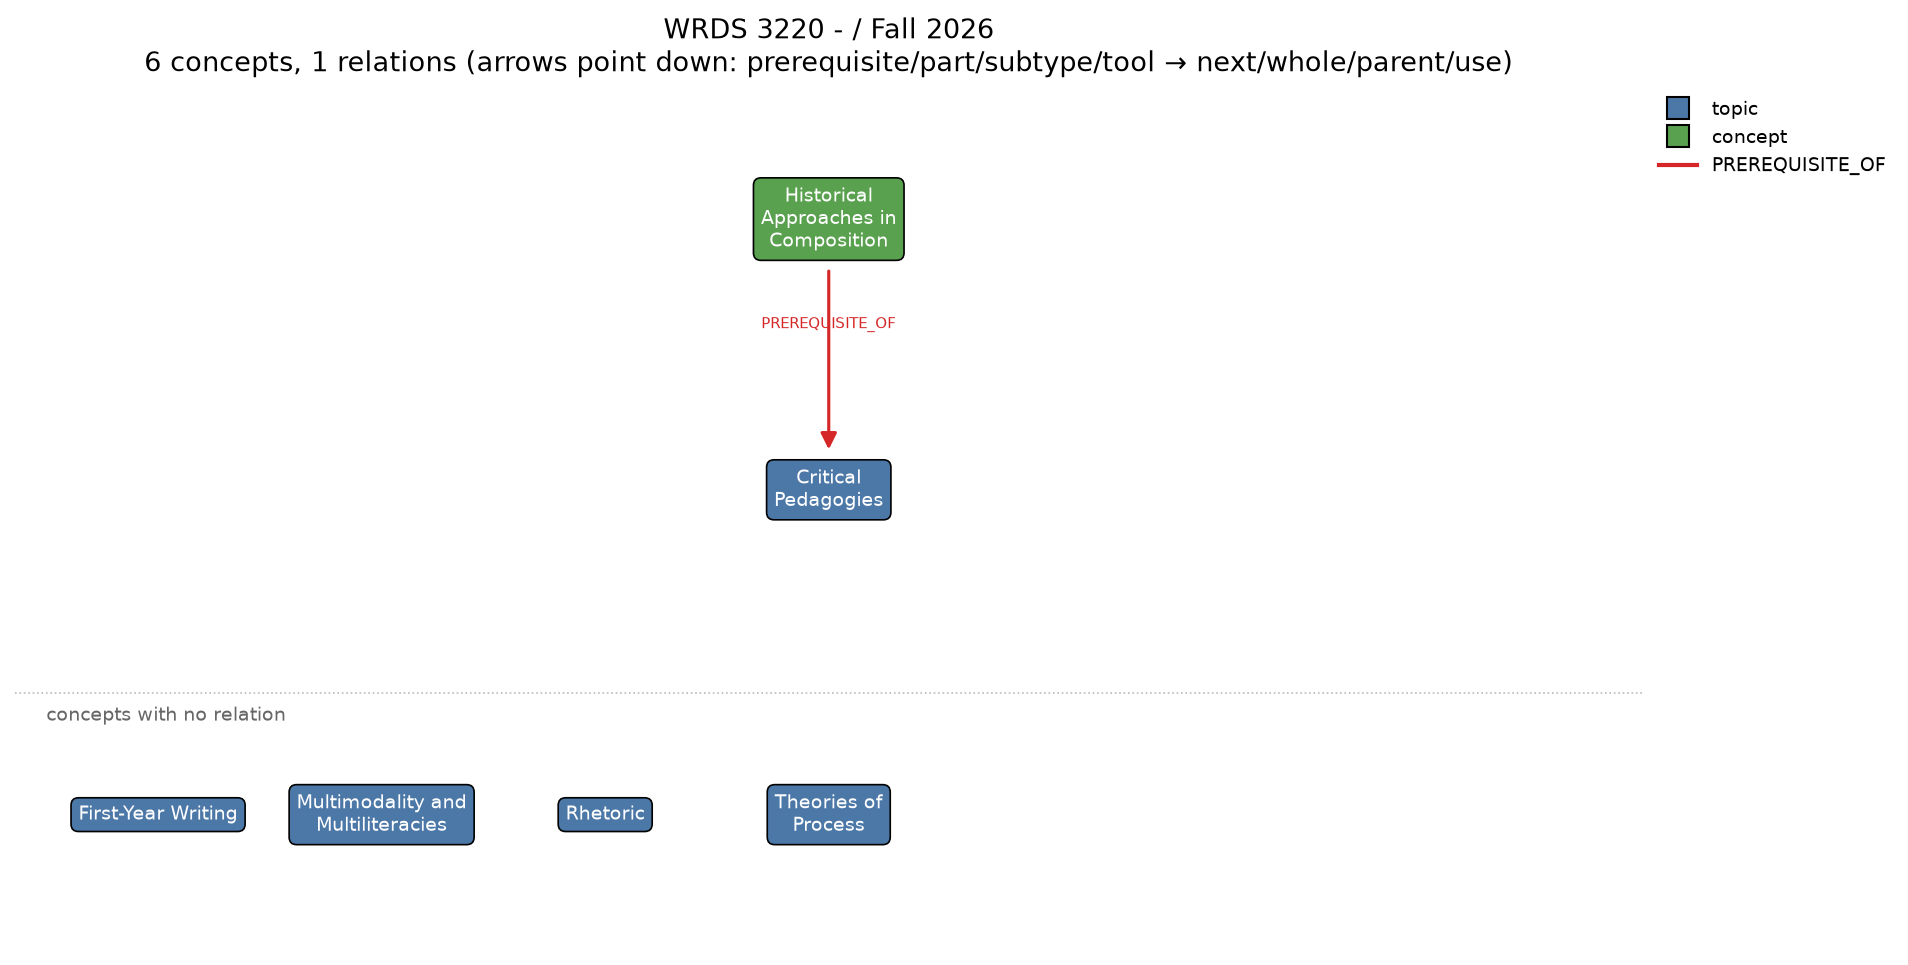 WRDS 3220 - / Fall 2026
6 concepts, 1 relations (arrows point down: prerequisite/part/subtype/tool → next/whole/parent/use)
topic
concept
PREREQUISITE_OF
Historical
Approaches in
Composition
PREREQUISITE_OF
Critical
Pedagogies
concepts with no relation
First-Year Writing
Multimodality and
Multiliteracies
Rhetoric
Theories of
Process